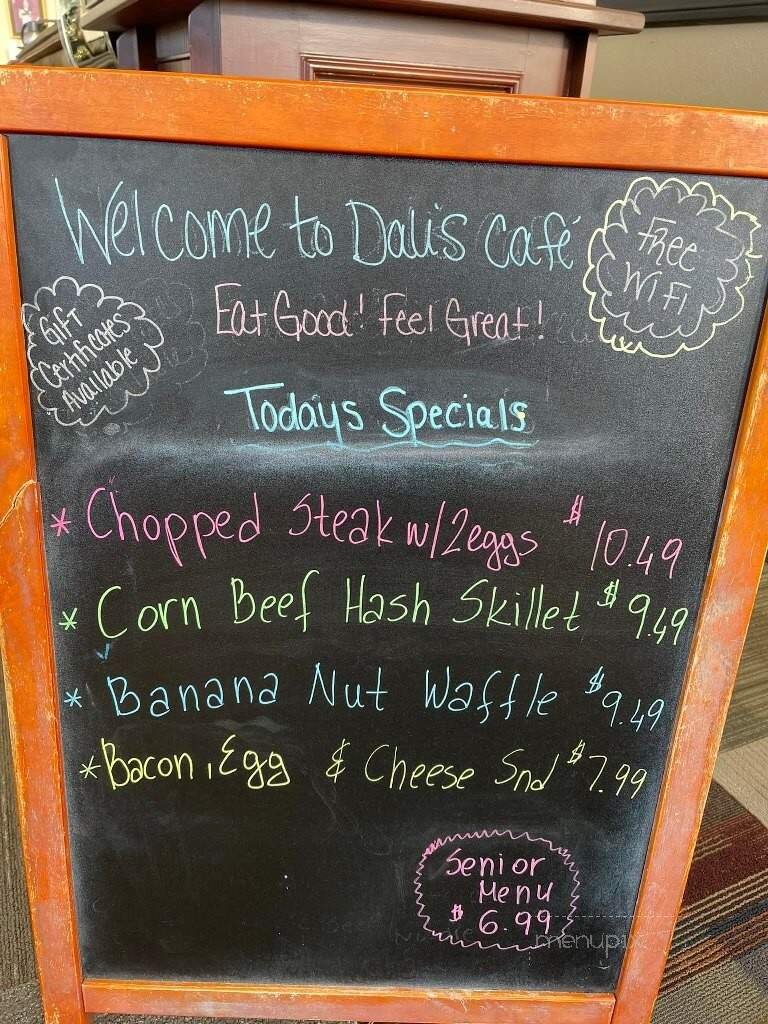 Welcome to Dali's Café
Free
WiFi
Eat Good! Feel Great!
Gift
Certificates
Available
Todays Specials
* Chopped Steak w/2eggs $10.49
* Corn Beef Hash Skillet $9.49
* Banana Nut Waffle $9.49
* Bacon, Egg & Cheese Snd $7.99
Senior
Menu
$6.99
menupix